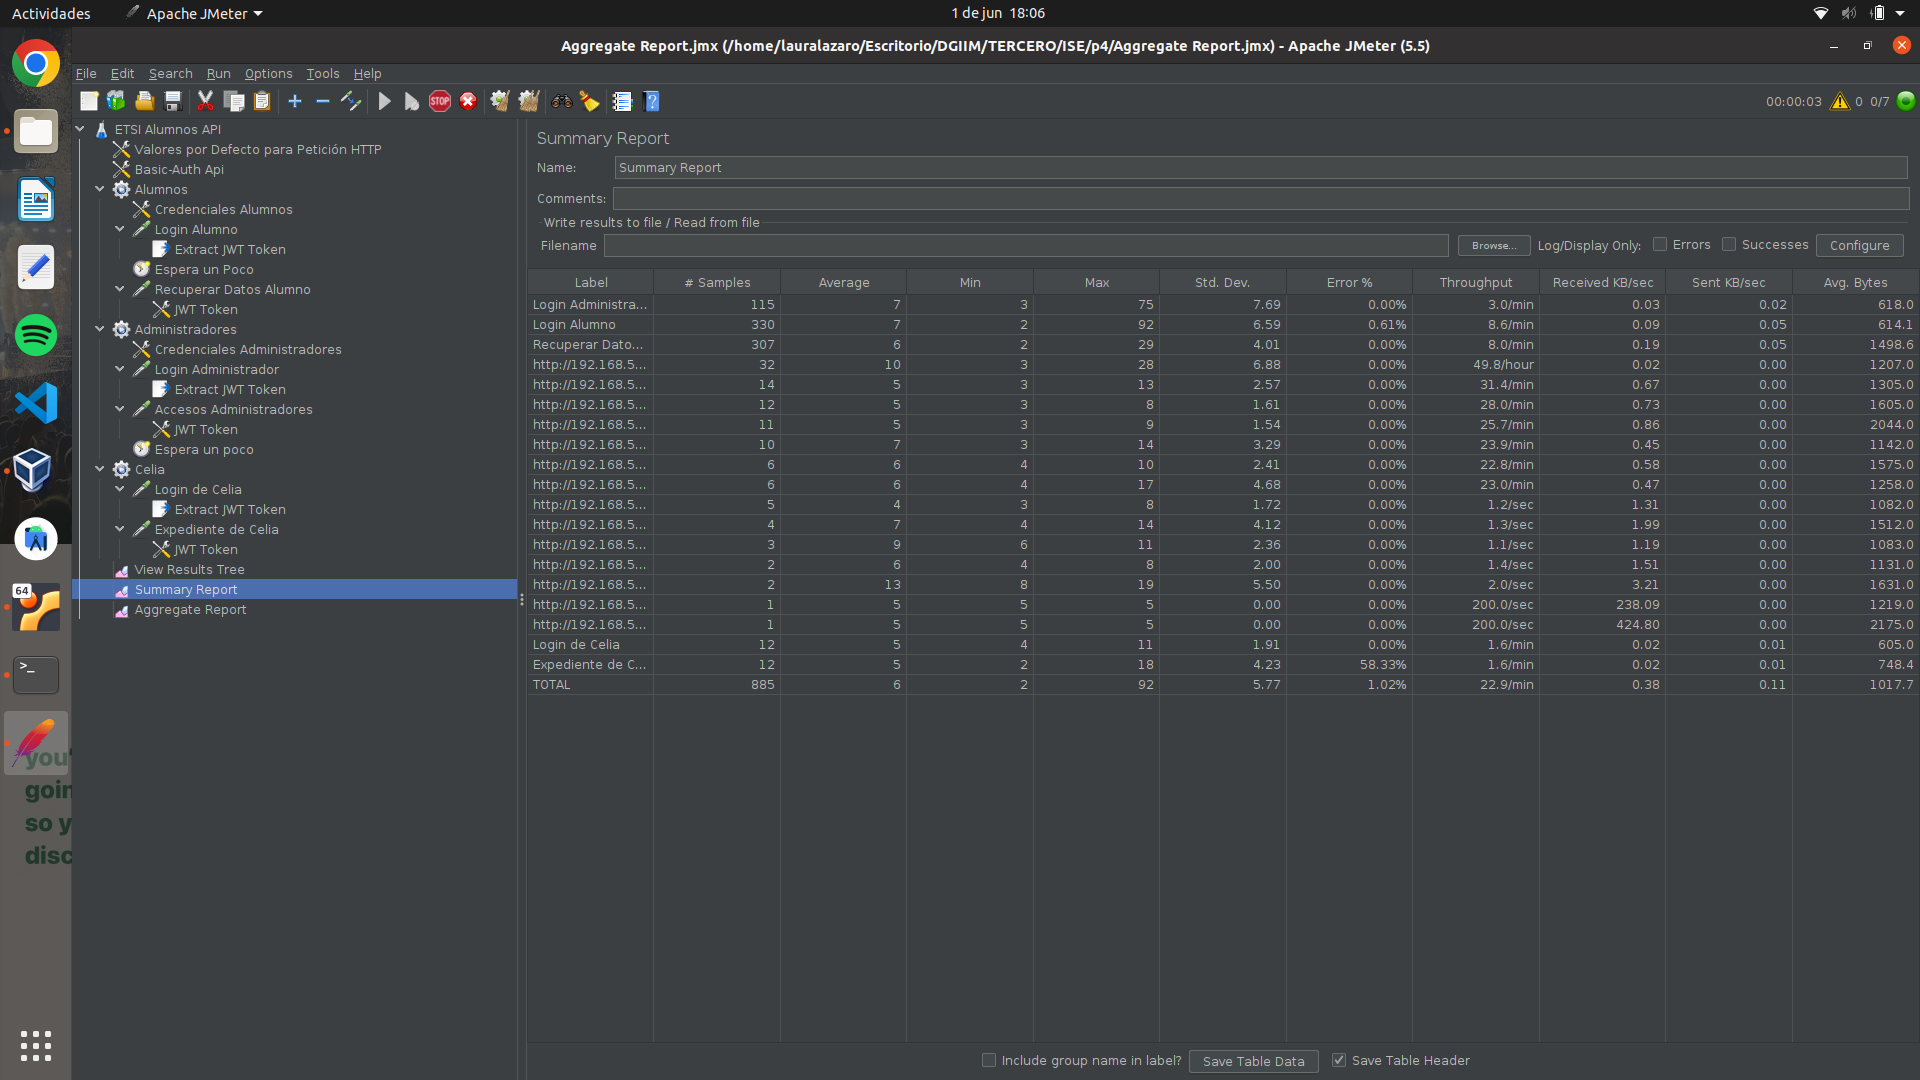 Actividades Apache JMeter 1 de jun 18:06
Aggregate Report.jmx (/home/lauralazaro/Escritorio/DGIIM/TERCERO/ISE/p4/Aggregate Report.jmx) - Apache JMeter (5.5)
File Edit Search Run Options Tools Help
STOP 00:00:03 0 0/7
ETSI Alumnos API
Valores por Defecto para Petición HTTP
Basic-Auth Api
Alumnos
Credenciales Alumnos
Login Alumno
Extract JWT Token
Espera un Poco
Recuperar Datos Alumno
JWT Token
Administradores
Credenciales Administradores
Login Administrador
Extract JWT Token
Accesos Administradores
JWT Token
Espera un poco
Celia
Login de Celia
Extract JWT Token
Expediente de Celia
JWT Token
View Results Tree
Summary Report
Aggregate Report
Summary Report
Name: Summary Report
Comments:
Write results to file / Read from file
Filename Browse... Log/Display Only: Errors Successes Configure
Label # Samples Average Min Max Std. Dev. Error % Throughput Received KB/sec Sent KB/sec Avg. Bytes
Login Administra... 115 7 3 75 7.69 0.00% 3.0/min 0.03 0.02 618.0
Login Alumno 330 7 2 92 6.59 0.61% 8.6/min 0.09 0.05 614.1
Recuperar Dato... 307 6 2 29 4.01 0.00% 8.0/min 0.19 0.05 1498.6
http://192.168.5... 32 10 3 28 6.88 0.00% 49.8/hour 0.02 0.00 1207.0
http://192.168.5... 14 5 3 13 2.57 0.00% 31.4/min 0.67 0.00 1305.0
http://192.168.5... 12 5 3 8 1.61 0.00% 28.0/min 0.73 0.00 1605.0
http://192.168.5... 11 5 3 9 1.54 0.00% 25.7/min 0.86 0.00 2044.0
http://192.168.5... 10 7 3 14 3.29 0.00% 23.9/min 0.45 0.00 1142.0
http://192.168.5... 6 6 4 10 2.41 0.00% 22.8/min 0.58 0.00 1575.0
http://192.168.5... 6 6 4 17 4.68 0.00% 23.0/min 0.47 0.00 1258.0
http://192.168.5... 5 4 3 8 1.72 0.00% 1.2/sec 1.31 0.00 1082.0
http://192.168.5... 4 7 4 14 4.12 0.00% 1.3/sec 1.99 0.00 1512.0
http://192.168.5... 3 9 6 11 2.36 0.00% 1.1/sec 1.19 0.00 1083.0
http://192.168.5... 2 6 4 8 2.00 0.00% 1.4/sec 1.51 0.00 1131.0
http://192.168.5... 2 13 8 19 5.50 0.00% 2.0/sec 3.21 0.00 1631.0
http://192.168.5... 1 5 5 5 0.00 0.00% 200.0/sec 238.09 0.00 1219.0
http://192.168.5... 1 5 5 5 0.00 0.00% 200.0/sec 424.80 0.00 2175.0
Login de Celia 12 5 4 11 1.91 0.00% 1.6/min 0.02 0.01 605.0
Expediente de C... 12 5 2 18 4.23 58.33% 1.6/min 0.02 0.01 748.4
TOTAL 885 6 2 92 5.77 1.02% 22.9/min 0.38 0.11 1017.7
Include group name in label? Save Table Data Save Table Header
64
>_
you'
goin
so y
disc